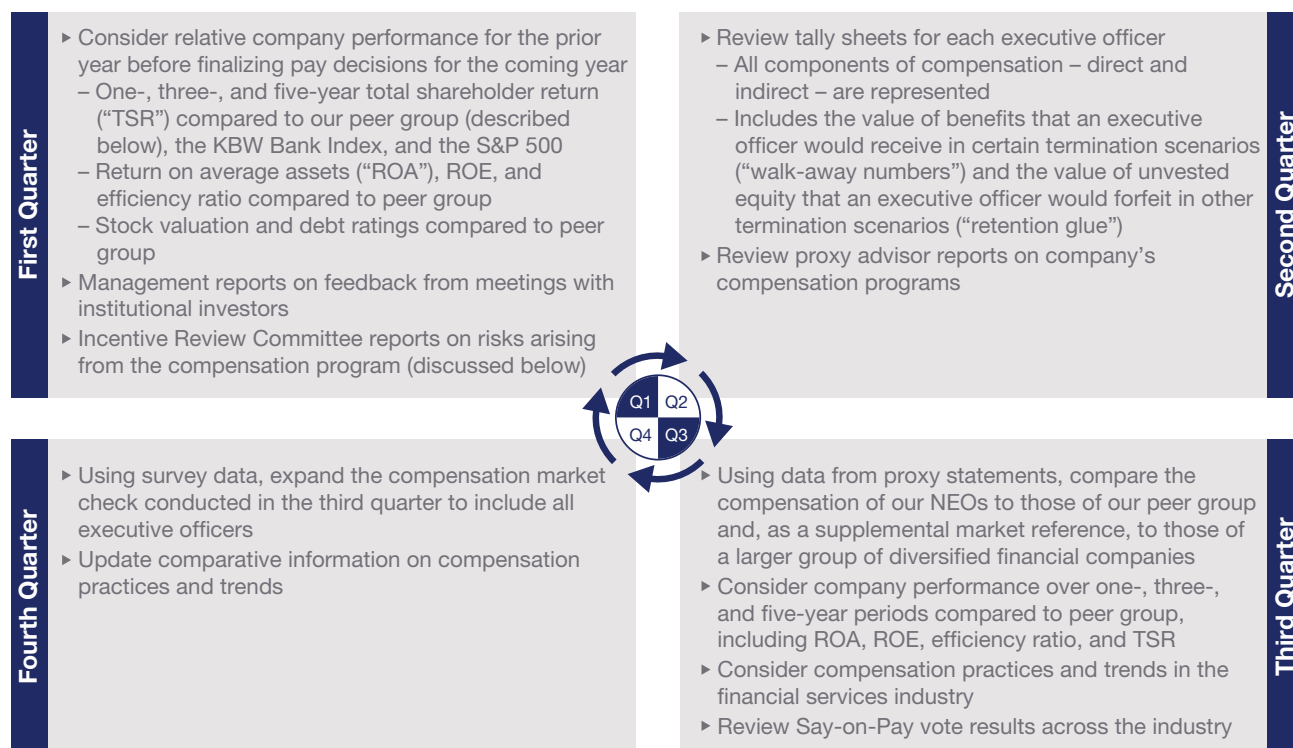 First Quarter
▸ Consider relative company performance for the prior
year before finalizing pay decisions for the coming year
– One-, three-, and five-year total shareholder return
(“TSR”) compared to our peer group (described
below), the KBW Bank Index, and the S&P 500
– Return on average assets (“ROA”), ROE, and
efficiency ratio compared to peer group
– Stock valuation and debt ratings compared to peer
group
▸ Management reports on feedback from meetings with
institutional investors
▸ Incentive Review Committee reports on risks arising
from the compensation program (discussed below)
Second Quarter
▸ Review tally sheets for each executive officer
– All components of compensation – direct and
indirect – are represented
– Includes the value of benefits that an executive
officer would receive in certain termination scenarios
(“walk-away numbers”) and the value of unvested
equity that an executive officer would forfeit in other
termination scenarios (“retention glue”)
▸ Review proxy advisor reports on company’s
compensation programs
Q1 Q2
Q4 Q3
Fourth Quarter
▸ Using survey data, expand the compensation market
check conducted in the third quarter to include all
executive officers
▸ Update comparative information on compensation
practices and trends
Third Quarter
▸ Using data from proxy statements, compare the
compensation of our NEOs to those of our peer group
and, as a supplemental market reference, to those of
a larger group of diversified financial companies
▸ Consider company performance over one-, three-,
and five-year periods compared to peer group,
including ROA, ROE, efficiency ratio, and TSR
▸ Consider compensation practices and trends in the
financial services industry
▸ Review Say-on-Pay vote results across the industry